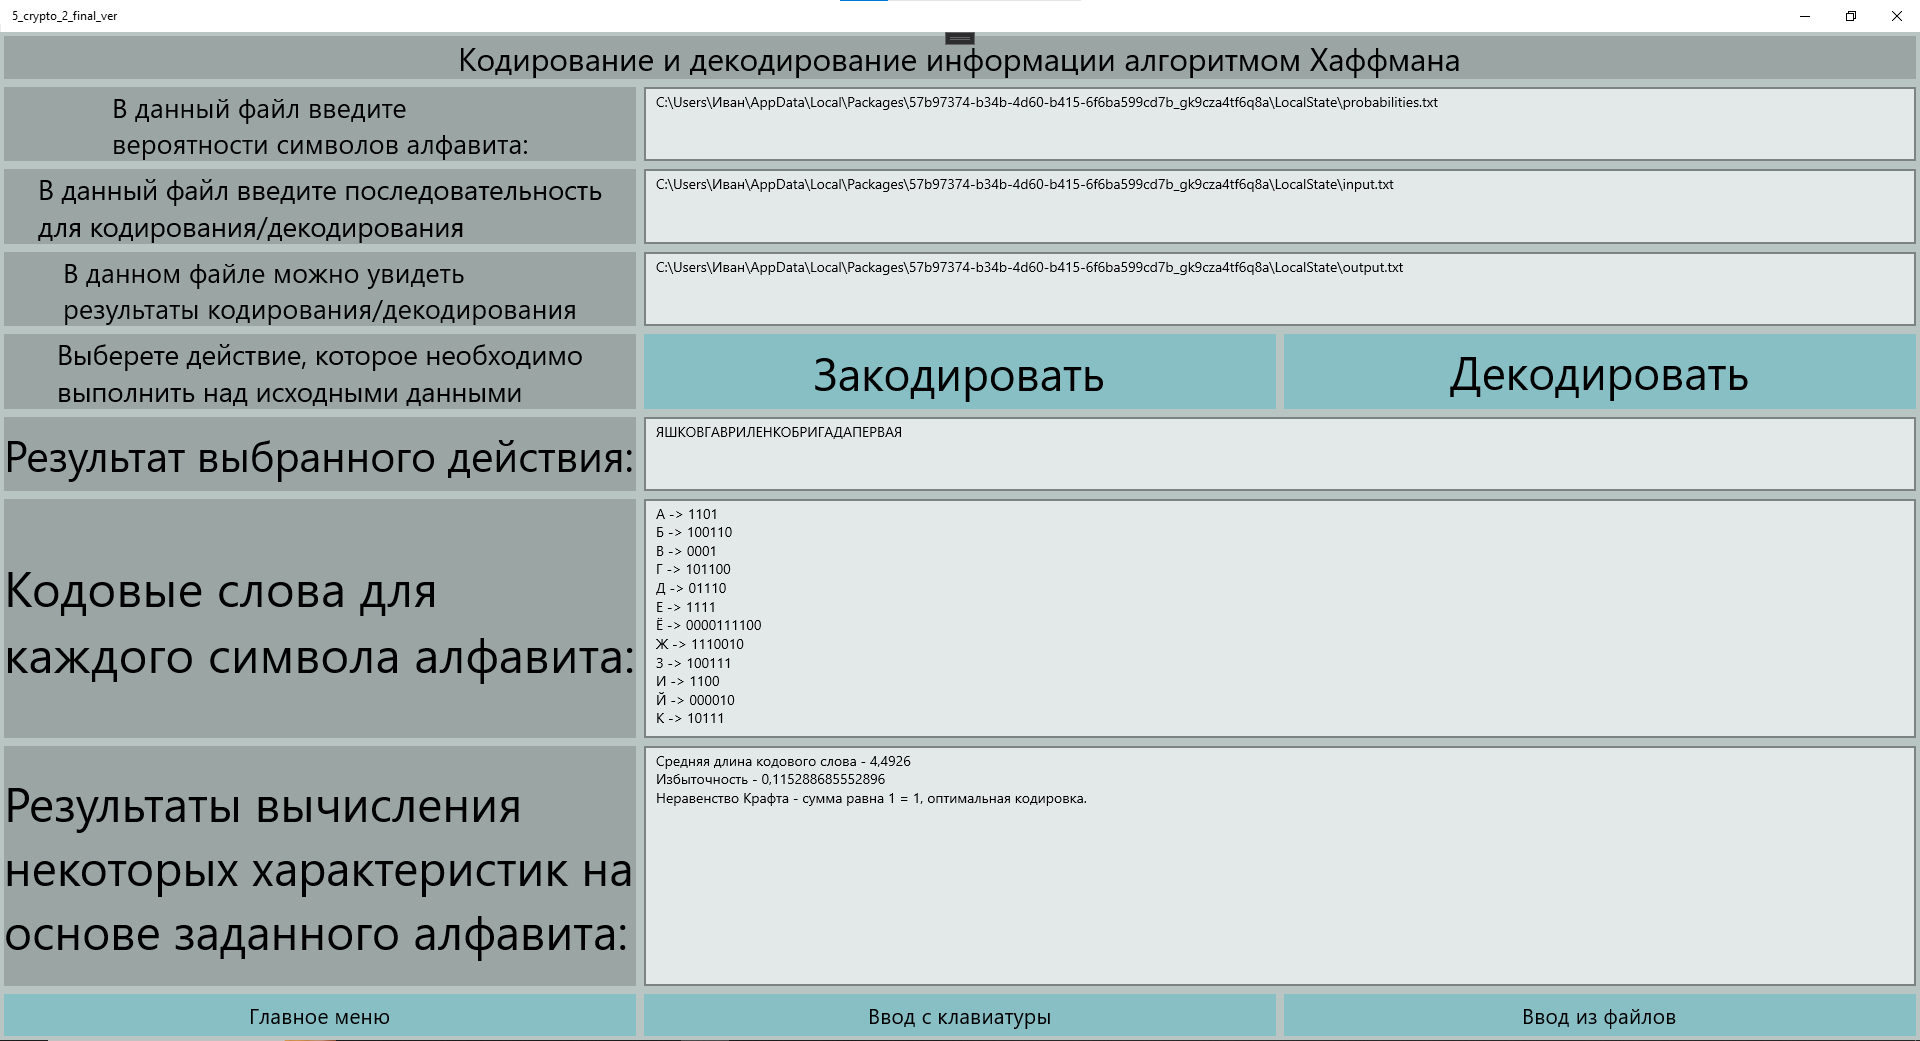 5_crypto_2_final_ver
Кодирование и декодирование информации алгоритмом Хаффмана
В данный файл введите
вероятности символов алфавита:
C:\Users\Иван\AppData\Local\Packages\57b97374-b34b-4d60-b415-6f6ba599cd7b_gk9cza4tf6q8a\LocalState\probabilities.txt
В данный файл введите последовательность
для кодирования/декодирования
C:\Users\Иван\AppData\Local\Packages\57b97374-b34b-4d60-b415-6f6ba599cd7b_gk9cza4tf6q8a\LocalState\input.txt
В данном файле можно увидеть
результаты кодирования/декодирования
C:\Users\Иван\AppData\Local\Packages\57b97374-b34b-4d60-b415-6f6ba599cd7b_gk9cza4tf6q8a\LocalState\output.txt
Выберете действие, которое необходимо
выполнить над исходными данными
Закодировать
Декодировать
Результат выбранного действия:
ЯШКОВГАВРИЛЕНКОБРИГАДАПЕРВАЯ
Кодовые слова для
каждого символа алфавита:
А -> 1101
Б -> 100110
В -> 0001
Г -> 101100
Д -> 01110
Е -> 1111
Ё -> 0000111100
Ж -> 1110010
З -> 100111
И -> 1100
Й -> 000010
К -> 10111
Результаты вычисления
некоторых характеристик на
основе заданного алфавита:
Средняя длина кодового слова - 4,4926
Избыточность - 0,115288685552896
Неравенство Крафта - сумма равна 1 = 1, оптимальная кодировка.
Главное меню
Ввод с клавиатуры
Ввод из файлов